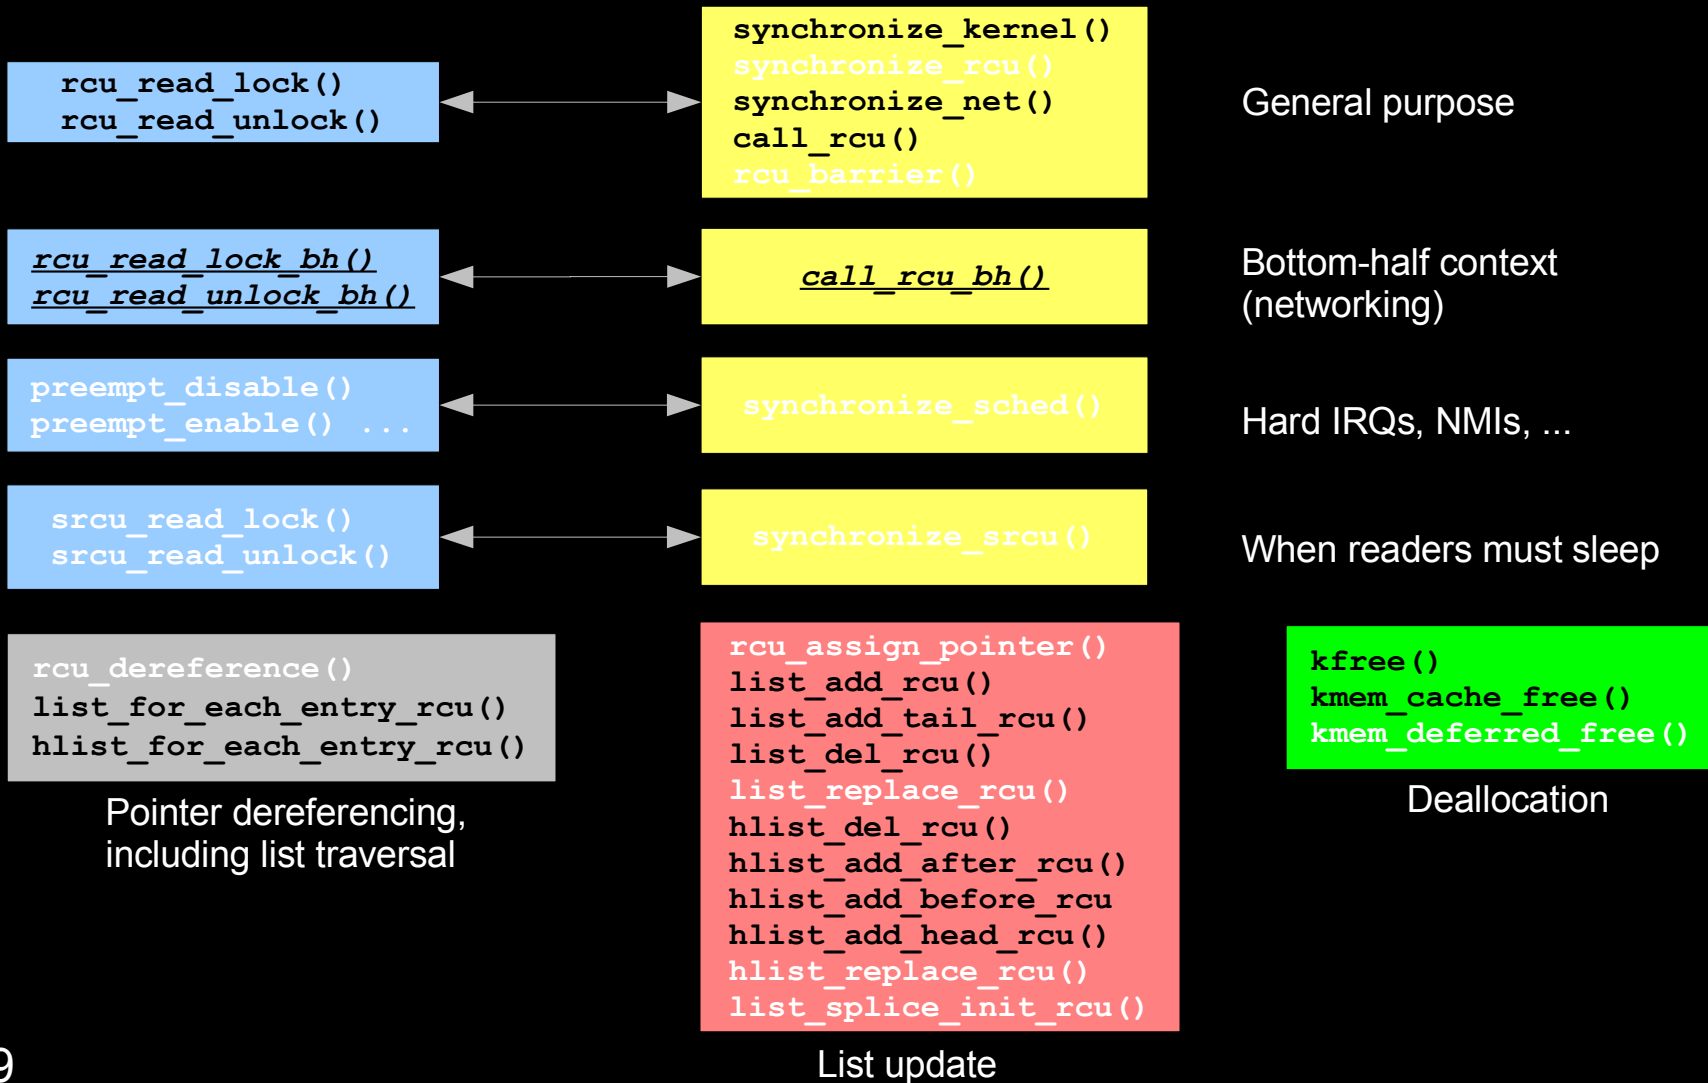 rcu_read_lock()
rcu_read_unlock()
synchronize_kernel()
synchronize_rcu()
synchronize_net()
call_rcu()
rcu_barrier()
General purpose
rcu_read_lock_bh()
rcu_read_unlock_bh()
call_rcu_bh()
Bottom-half context
(networking)
preempt_disable()
preempt_enable() ...
synchronize_sched()
Hard IRQs, NMIs, ...
srcu_read_lock()
srcu_read_unlock()
synchronize_srcu()
When readers must sleep
rcu_dereference()
list_for_each_entry_rcu()
hlist_for_each_entry_rcu()
Pointer dereferencing,
including list traversal
rcu_assign_pointer()
list_add_rcu()
list_add_tail_rcu()
list_del_rcu()
list_replace_rcu()
hlist_del_rcu()
hlist_add_after_rcu()
hlist_add_before_rcu
hlist_add_head_rcu()
hlist_replace_rcu()
list_splice_init_rcu()
List update
kfree()
kmem_cache_free()
kmem_deferred_free()
Deallocation
9